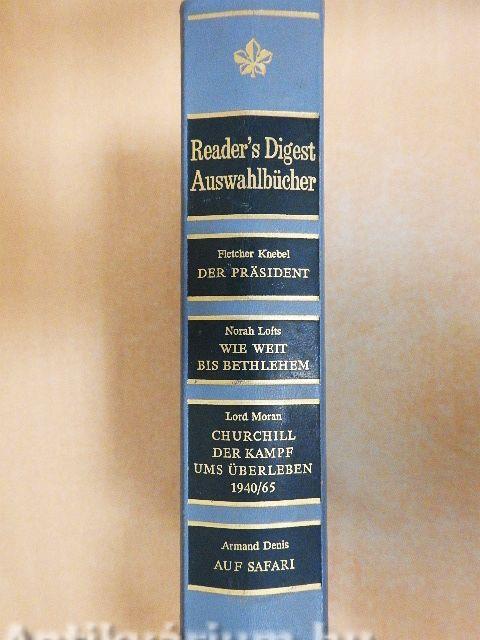 Reader's Digest
Auswahlbücher
Fletcher Knebel
DER PRÄSIDENT
Norah Lofts
WIE WEIT
BIS BETHLEHEM
Lord Moran
CHURCHILL
DER KAMPF
UMS ÜBERLEBEN
1940/65
Armand Denis
AUF SAFARI